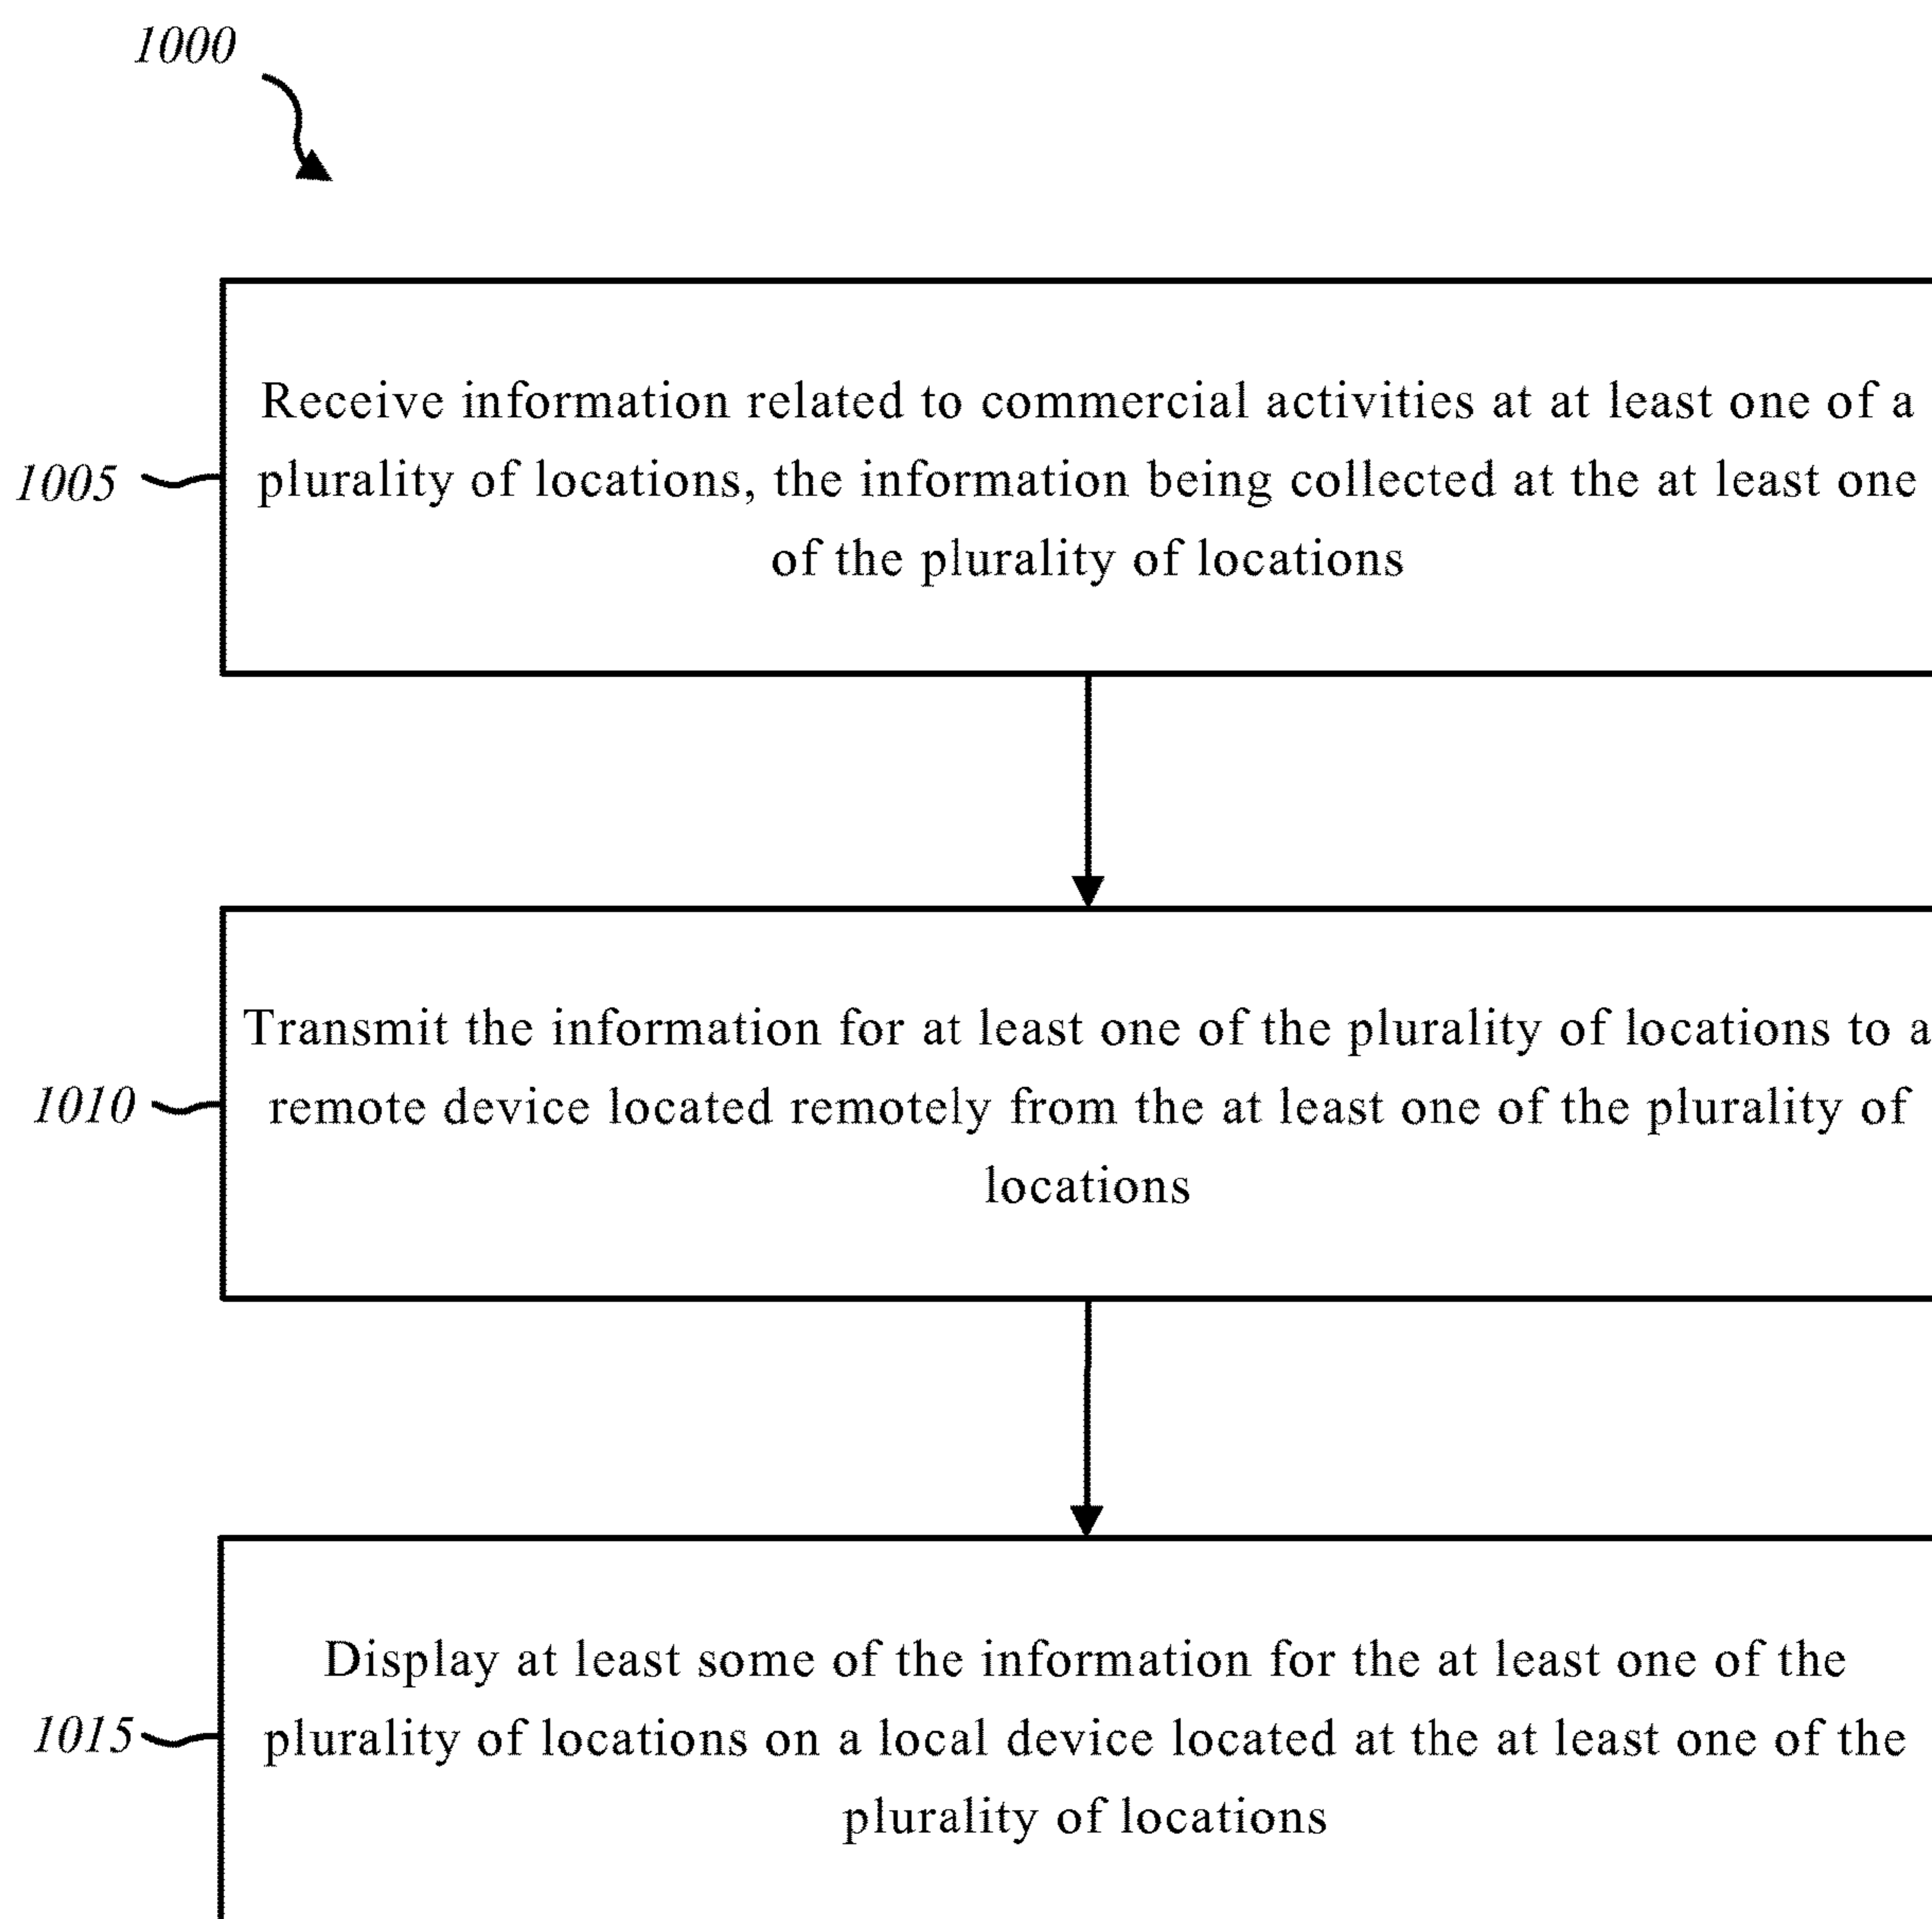 1000
Receive information related to commercial activities at at least one of a
1005
plurality of locations, the information being collected at the at least one
of the plurality of locations
Transmit the information for at least one of the plurality of locations to a
1010
remote device located remotely from the at least one of the plurality of
locations
Display at least some of the information for the at least one of the
1015
plurality of locations on a local device located at the at least one of the
plurality of locations